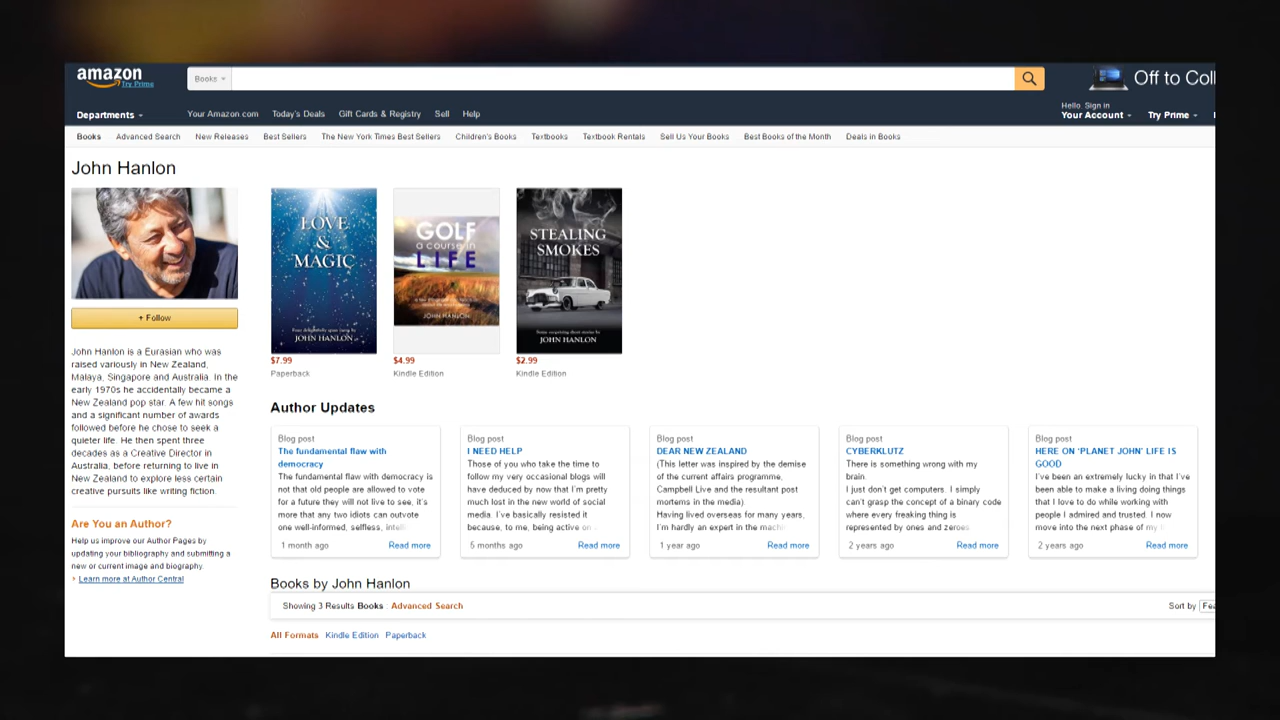 amazon
Try Prime
Books
Off to Coll
Departments
Your Amazon.com Today's Deals Gift Cards & Registry Sell Help
Hello. Sign in
Your Account
Try Prime
Books Advanced Search New Releases Best Sellers The New York Times Best Sellers Children's Books Textbooks Textbook Rentals Sell Us Your Books Best Books of the Month Deals in Books
John Hanlon
+ Follow
John Hanlon is a Eurasian who was
raised variously in New Zealand,
Malaya, Singapore and Australia. In the
early 1970s he accidentally became a
New Zealand pop star. A few hit songs
and a significant number of awards
followed before he chose to seek a
quieter life. He then spent three
decades as a Creative Director in
Australia, before returning to live in
New Zealand to explore less certain
creative pursuits like writing fiction.
Are You an Author?
Help us improve our Author Pages by
updating your bibliography and submitting a
new or current image and biography.
Learn more at Author Central
LOVE
&
MAGIC
JOHN HANLON
$7.99
Paperback
GOLF
a course in
LIFE
JOHN HANLON
$4.99
Kindle Edition
STEALING
SMOKES
Some surprising short stories by
JOHN HANLON
$2.99
Kindle Edition
Author Updates
Blog post
The fundamental flaw with
democracy
The fundamental flaw with democracy is
not that old people are allowed to vote
for a future they will not live to see, it's
more that any two idiots can outvote
one well-informed, selfless, intell
1 month ago Read more
Blog post
I NEED HELP
Those of you who take the time to
follow my very occasional blogs will
have deduced by now that I'm pretty
much lost in the new world of social
media. I've basically resisted it
because, to me, being active on
5 months ago Read more
Blog post
DEAR NEW ZEALAND
(This letter was inspired by the demise
of the current affairs programme,
Campbell Live and the resultant post
mortems in the media)
Having lived overseas for many years,
I'm hardly an expert in the machin
1 year ago Read more
Blog post
CYBERKLUTZ
There is something wrong with my
brain.
I just don't get computers. I simply
can't grasp the concept of a binary code
where every freaking thing is
represented by ones and zeroes
2 years ago Read more
Blog post
HERE ON 'PLANET JOHN' LIFE IS
GOOD
I've been an extremely lucky in that I've
been able to make a living doing things
that I love to do while working with
people I admired and trusted. I now
move into the next phase of my
2 years ago Read more
Books by John Hanlon
Showing 3 Results Books : Advanced Search
Sort by Fea
All Formats Kindle Edition Paperback